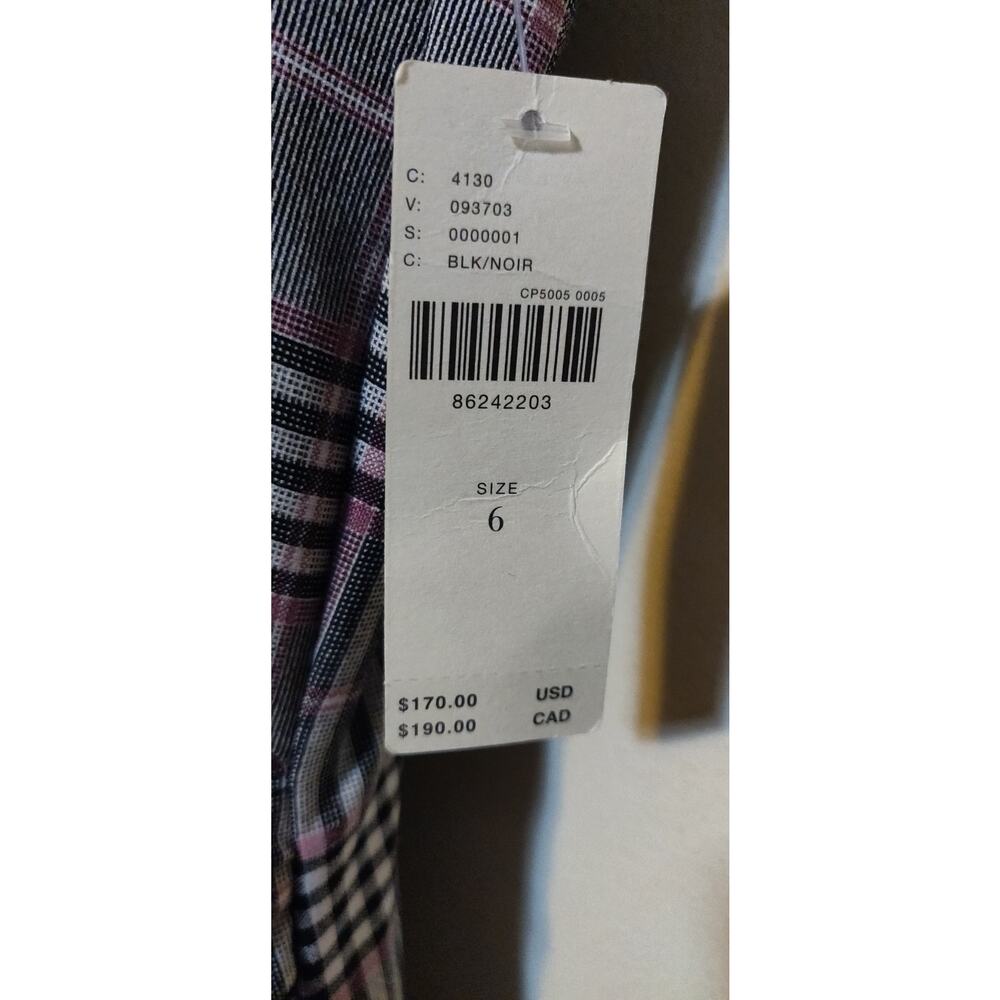 C: 4130
V: 093703
S: 0000001
C: BLK/NOIR
CP5005 0005
86242203
SIZE
6
$170.00 USD
$190.00 CAD